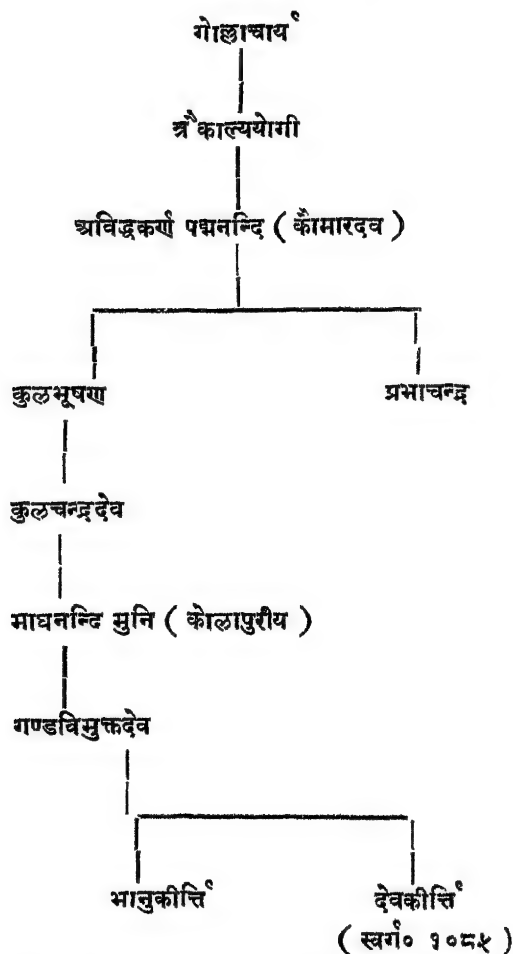 गोल्लाचार्य
त्रैकाल्ययोगी
अविद्धकर्ण पद्मनन्दि ( कौमारदव )
कुलभूषण प्रभाचन्द्र
कुलचन्द्रदेव
माघनन्दि मुनि ( कोलापुरीय )
गण्डविमुक्तदेव
भानुकीर्त्ति देवकीर्त्ति
( स्वर्ग० १०८५ )